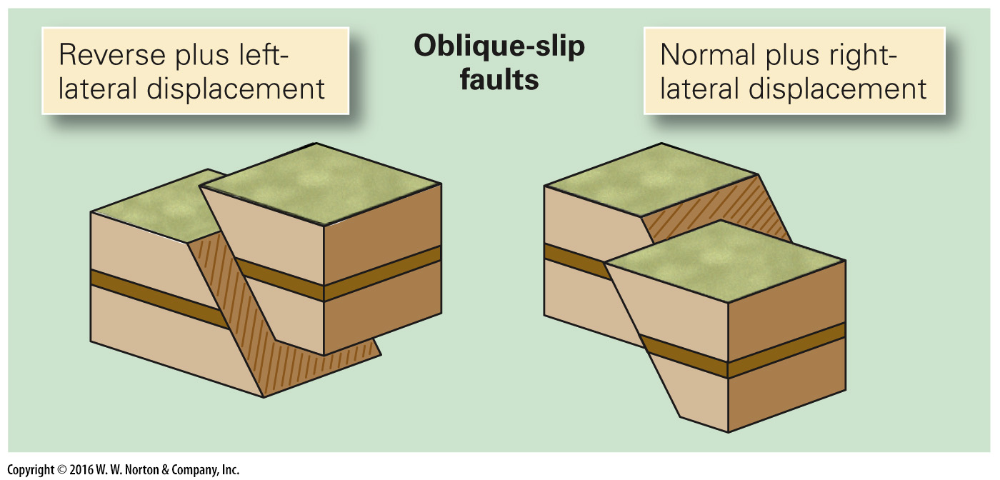 Reverse plus left-
lateral displacement
Oblique-slip
faults
Normal plus right-
lateral displacement
Copyright © 2016 W. W. Norton & Company, Inc.